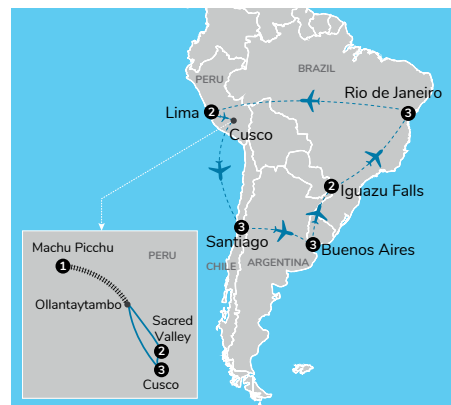 BRAZIL
PERU
Rio de Janeiro
Lima
2
3
Cusco
2
Iguazu Falls
3
Santiago
3
Buenos Aires
CHILE
ARGENTINA
Machu Picchu
PERU
1
Ollantaytambo
Sacred
Valley
2
3
Cusco